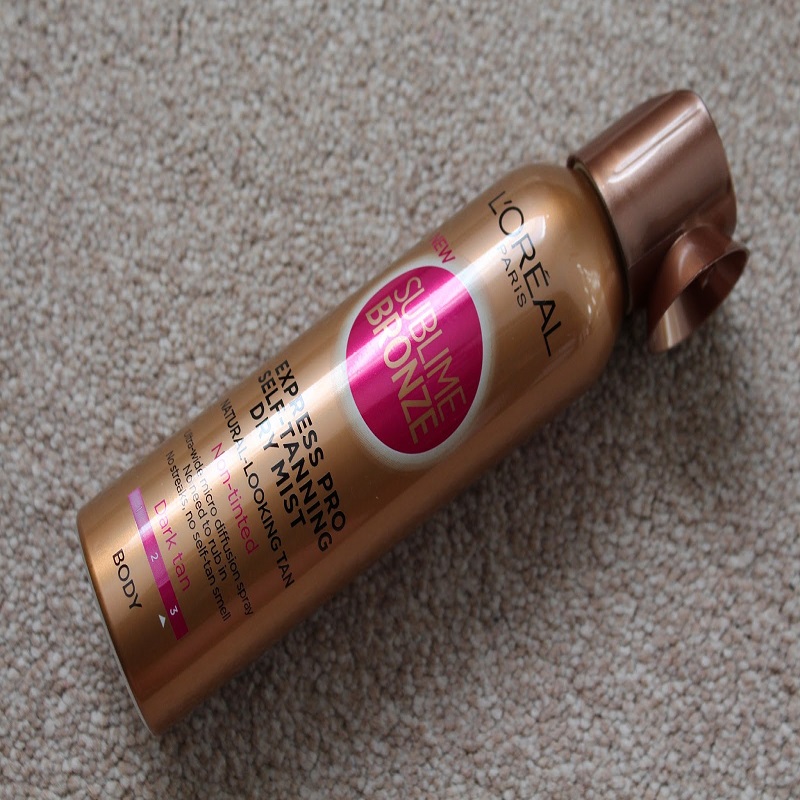 L'ORÉAL
PARIS
NEW
SUBLIME
BRONZE
EXPRESS PRO
SELF-TANNING
DRY MIST
NATURAL-LOOKING TAN
Non-tinted
Ultra-wide micro diffusion spray
No need to rub in
No streaks, no self-tan smell
Dark tan
2
3
BODY